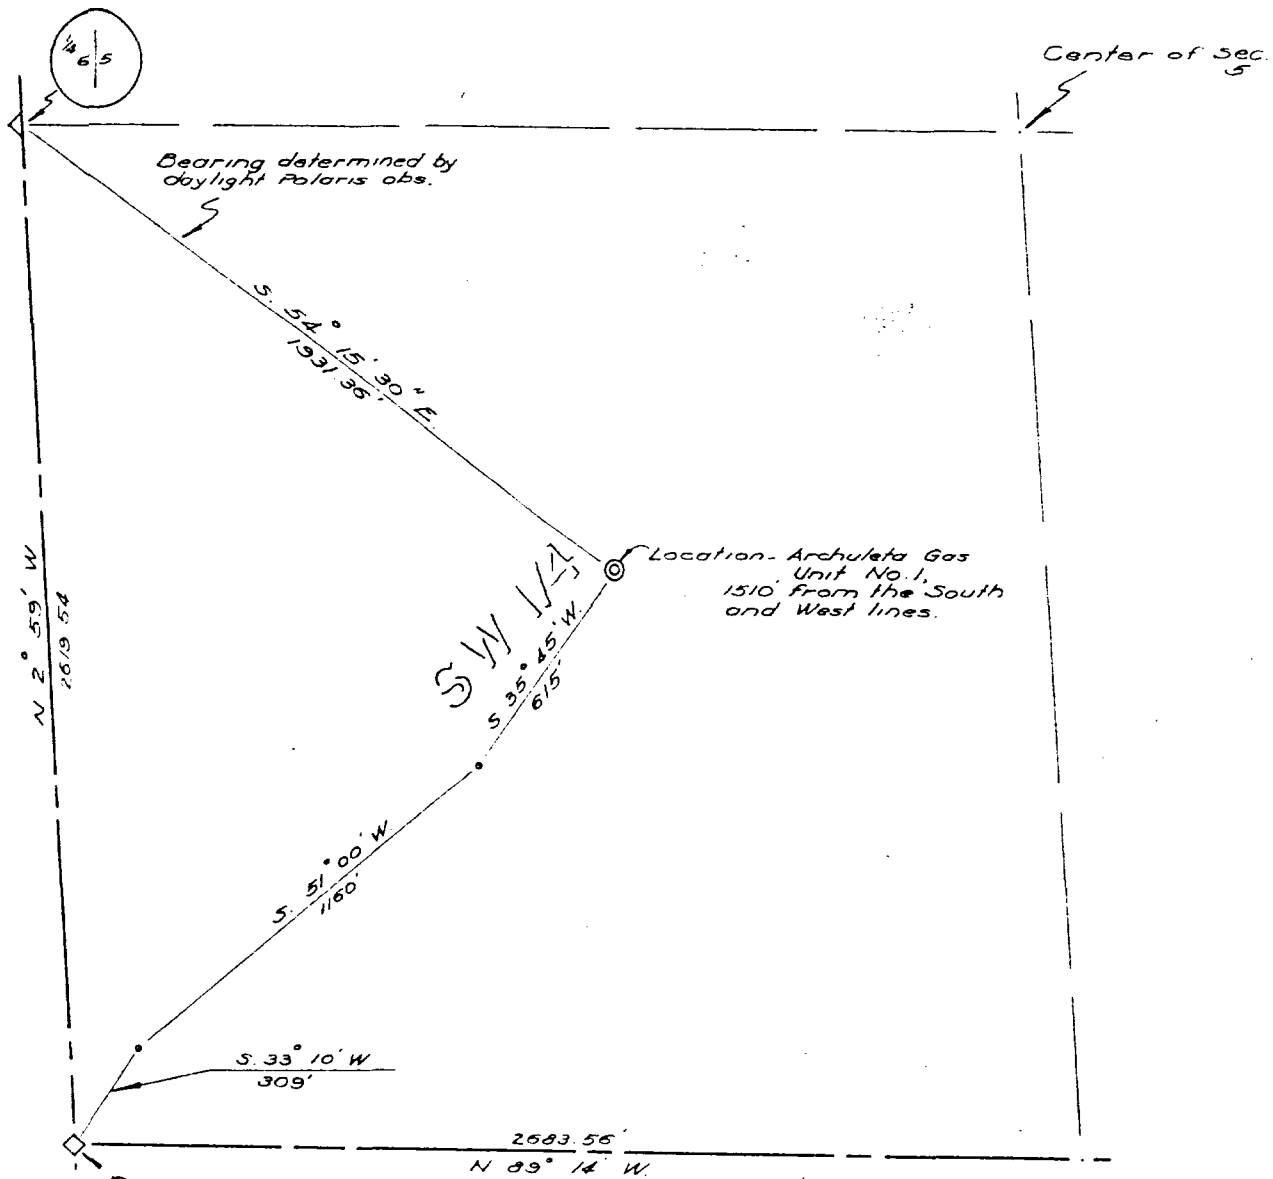 1/4 6 5
Center of Sec.
5
Bearing determined by
daylight Polaris obs.
S. 54° 15' 30" E.
1931.36'
Location - Archuleta Gas
Unit No. 1,
1510' from the South
and West lines.
SW 1/4
S 35° 45' W.
615'
N 2° 59' W
2619 54
S. 51° 00' W
1160'
S. 33° 10' W
309'
2683.56'
N 89° 14' W.